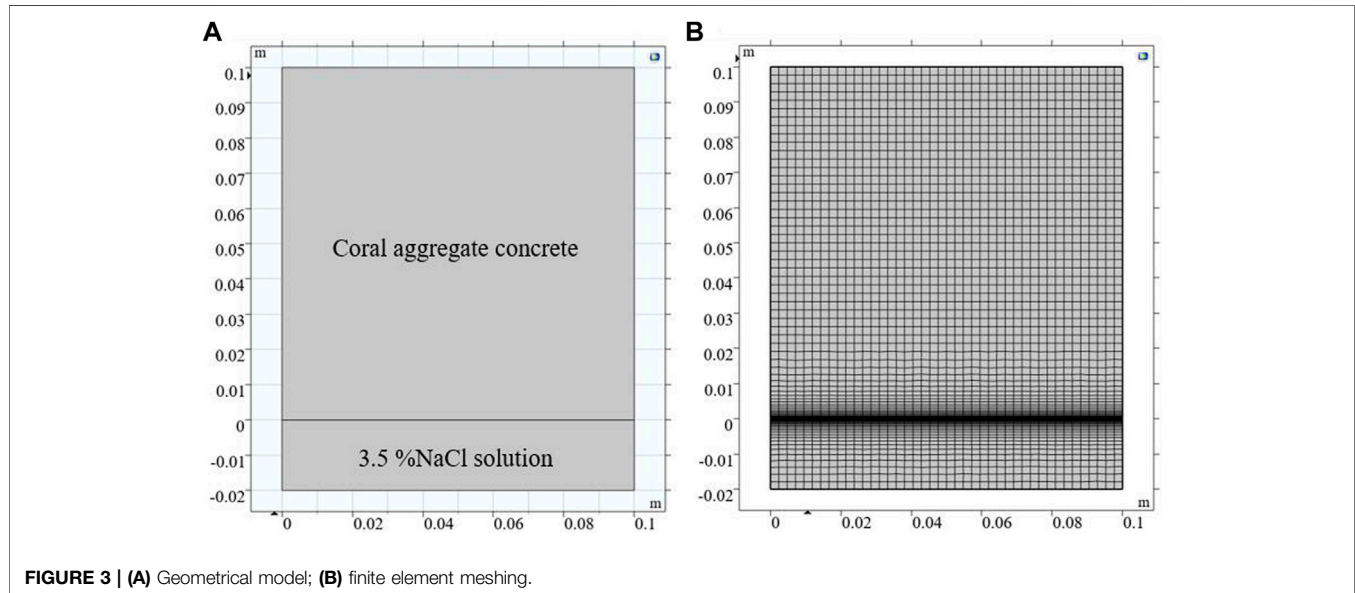 A
m
0.1
0.09
0.08
0.07
0.06
0.05
0.04
0.03
0.02
0.01
0
-0.01
-0.02
Coral aggregate concrete
3.5 %NaCl solution
m
0 0.02 0.04 0.06 0.08 0.1
B
m
0.1
0.09
0.08
0.07
0.06
0.05
0.04
0.03
0.02
0.01
0
-0.01
-0.02
m
0 0.02 0.04 0.06 0.08 0.1
FIGURE 3 | (A) Geometrical model; (B) finite element meshing.